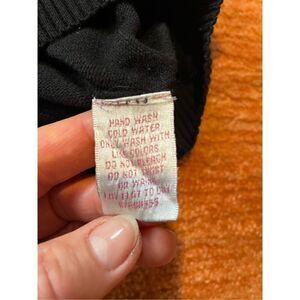 HAND WASH
COLD WATER
ONLY WASH WITH
LIKE COLORS
DO NOT BLEACH
DO NOT TWIST
OR WRING
LAY FLAT TO DRY